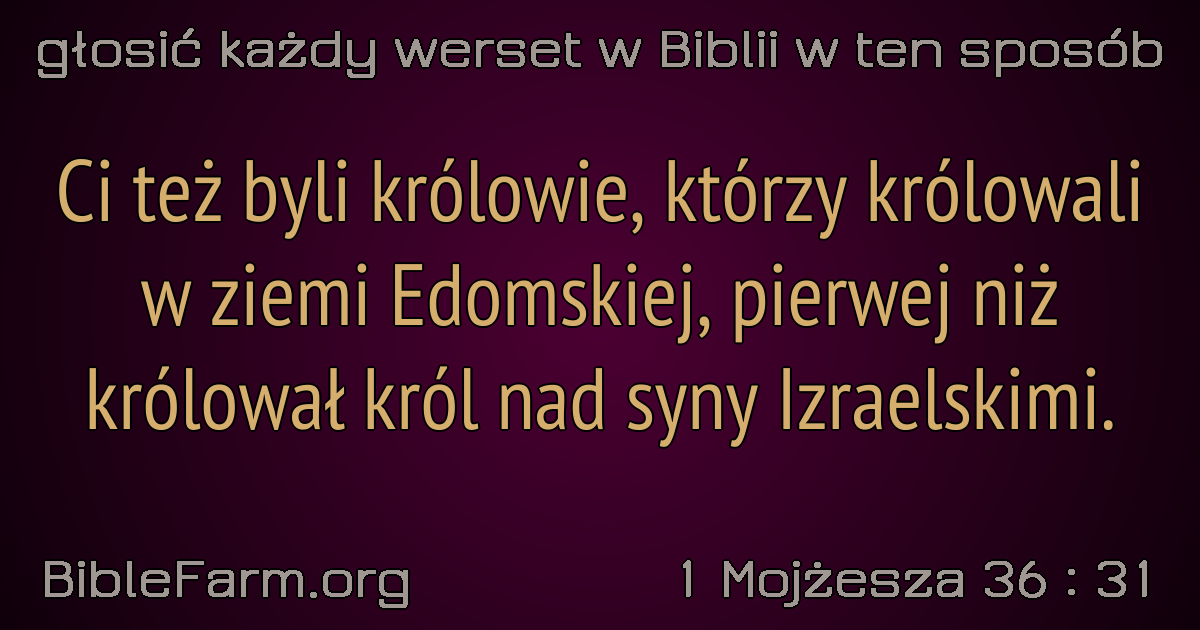 głosić każdy werset w Biblii w ten sposób
Ci też byli królowie, którzy królowali
w ziemi Edomskiej, pierwej niż
królował król nad syny Izraelskimi.
BibleFarm.org
1 Mojżesza 36 : 31